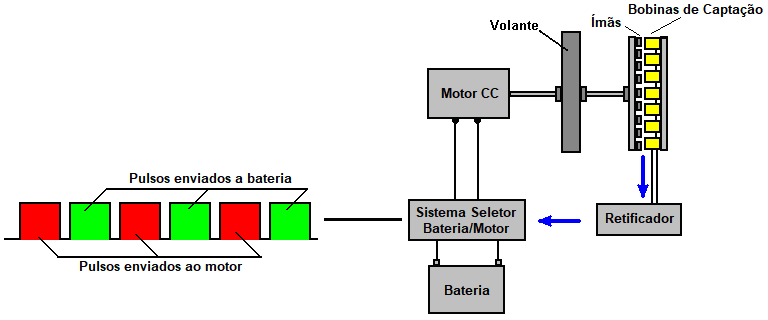 Bobinas de Captação
Ímãs
Volante
Motor CC
Pulsos enviados a bateria
Sistema Seletor
Bateria/Motor
Retificador
Pulsos enviados ao motor
Bateria